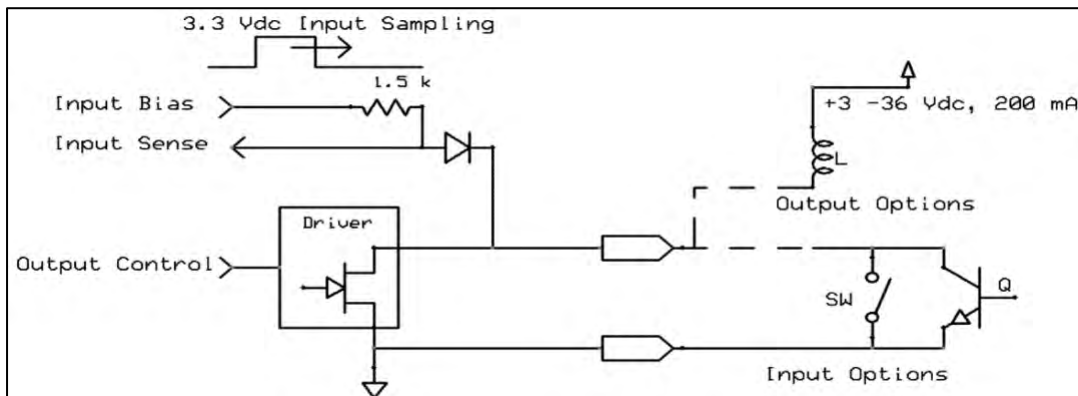 3.3 Vdc Input Sampling
1.5 k
Input Bias
Input Sense
+3 -36 Vdc, 200 mA
L
Output Options
Driver
Output Control
SW
Q
Input Options